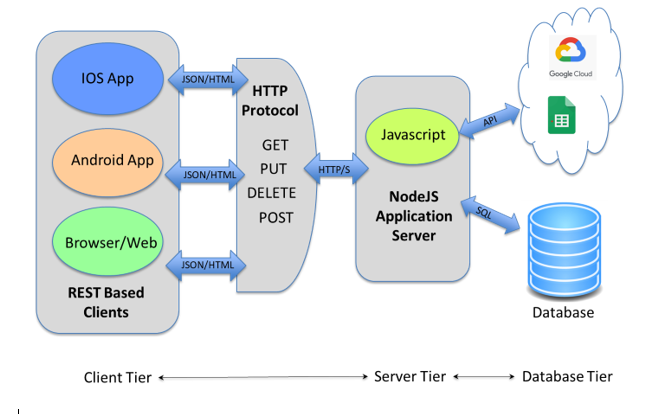 IOS App
Android App
Browser/Web
REST Based
Clients
JSON/HTML
JSON/HTML
JSON/HTML
HTTP
Protocol
GET
PUT
DELETE
POST
HTTP/S
Javascript
NodeJS
Application
Server
API
SQL
Google Cloud
Database
Client Tier
Server Tier
Database Tier